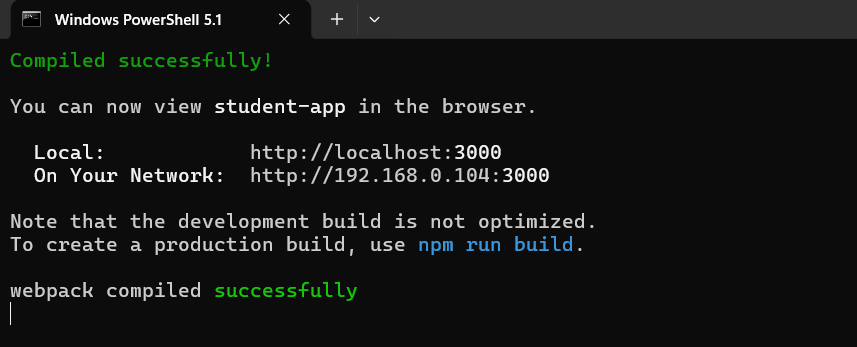 Windows PowerShell 5.1
Compiled successfully!
You can now view student-app in the browser.
Local: http://localhost:3000
On Your Network: http://192.168.0.104:3000
Note that the development build is not optimized.
To create a production build, use npm run build.
webpack compiled successfully